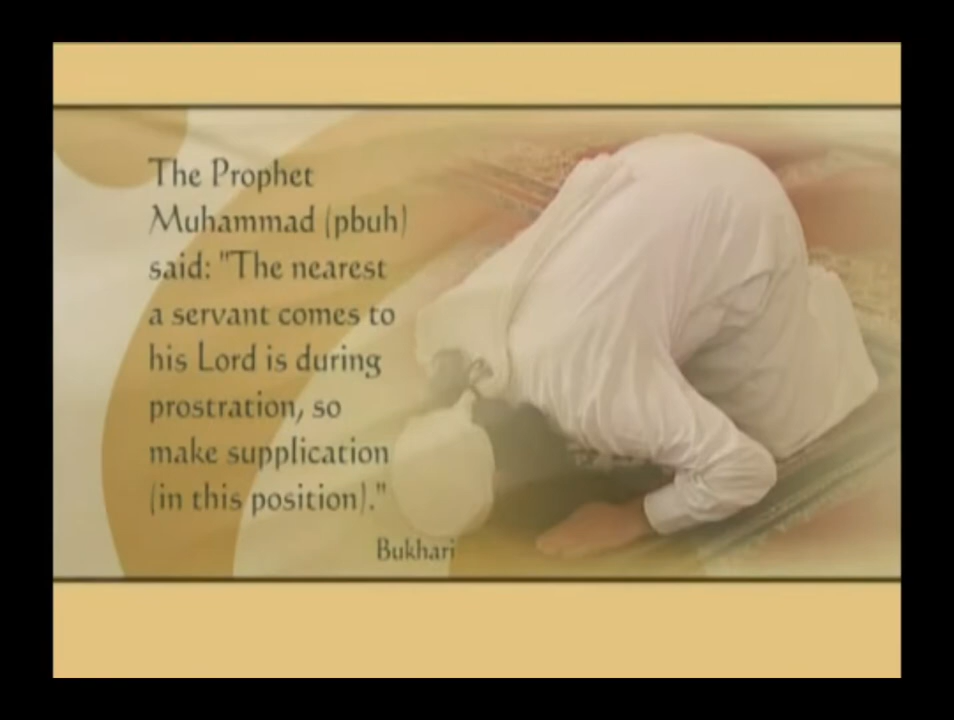 The Prophet
Muhammad (pbuh)
said: "The nearest
a servant comes to
his Lord is during
prostration, so
make supplication
(in this position)."
Bukhari